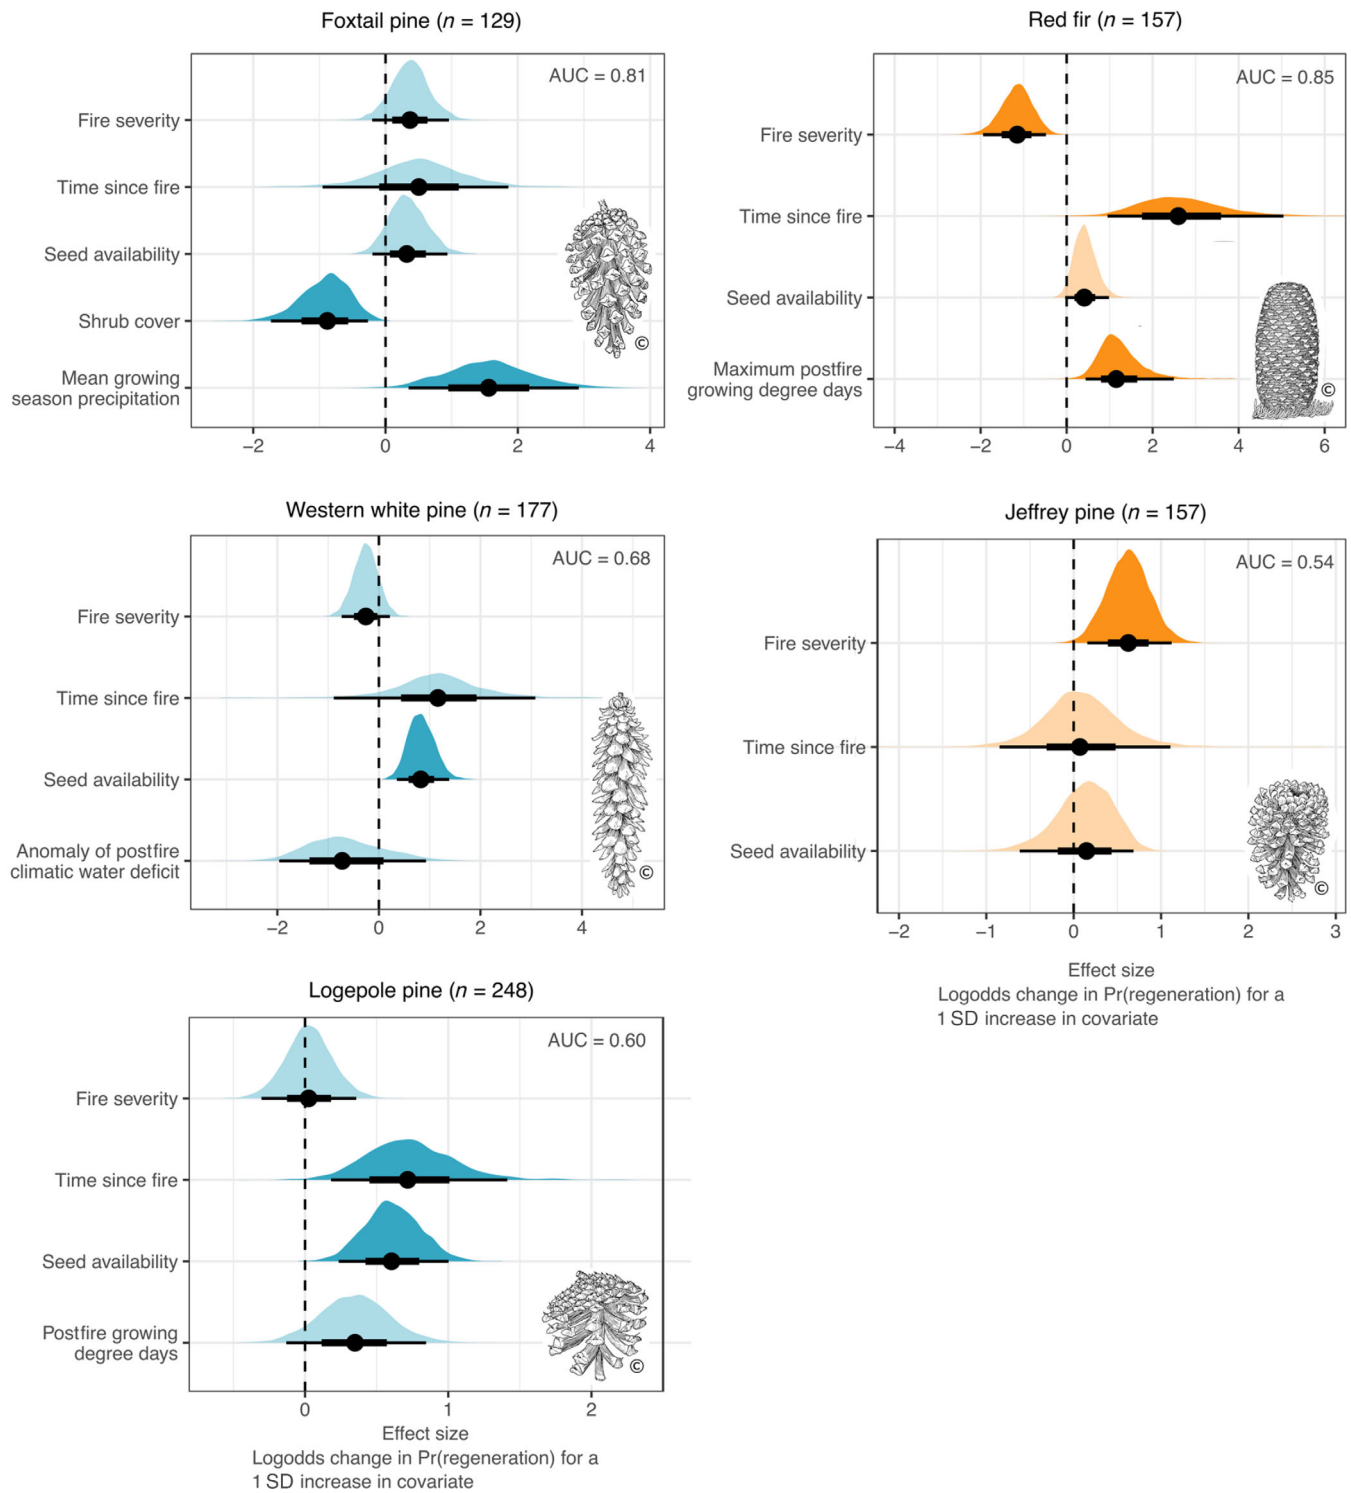 Foxtail pine (n = 129)
AUC = 0.81
Fire severity
Time since fire
Seed availability
Shrub cover
Mean growing
season precipitation
©
−2 0 2 4
Red fir (n = 157)
AUC = 0.85
Fire severity
Time since fire
Seed availability
Maximum postfire
growing degree days
©
−4 −2 0 2 4 6
Western white pine (n = 177)
AUC = 0.68
Fire severity
Time since fire
Seed availability
Anomaly of postfire
climatic water deficit
©
−2 0 2 4
Jeffrey pine (n = 157)
AUC = 0.54
Fire severity
Time since fire
Seed availability
©
−2 −1 0 1 2 3
Effect size
Logodds change in Pr(regeneration) for a
1 SD increase in covariate
Logepole pine (n = 248)
AUC = 0.60
Fire severity
Time since fire
Seed availability
Postfire growing
degree days
©
0 1 2
Effect size
Logodds change in Pr(regeneration) for a
1 SD increase in covariate